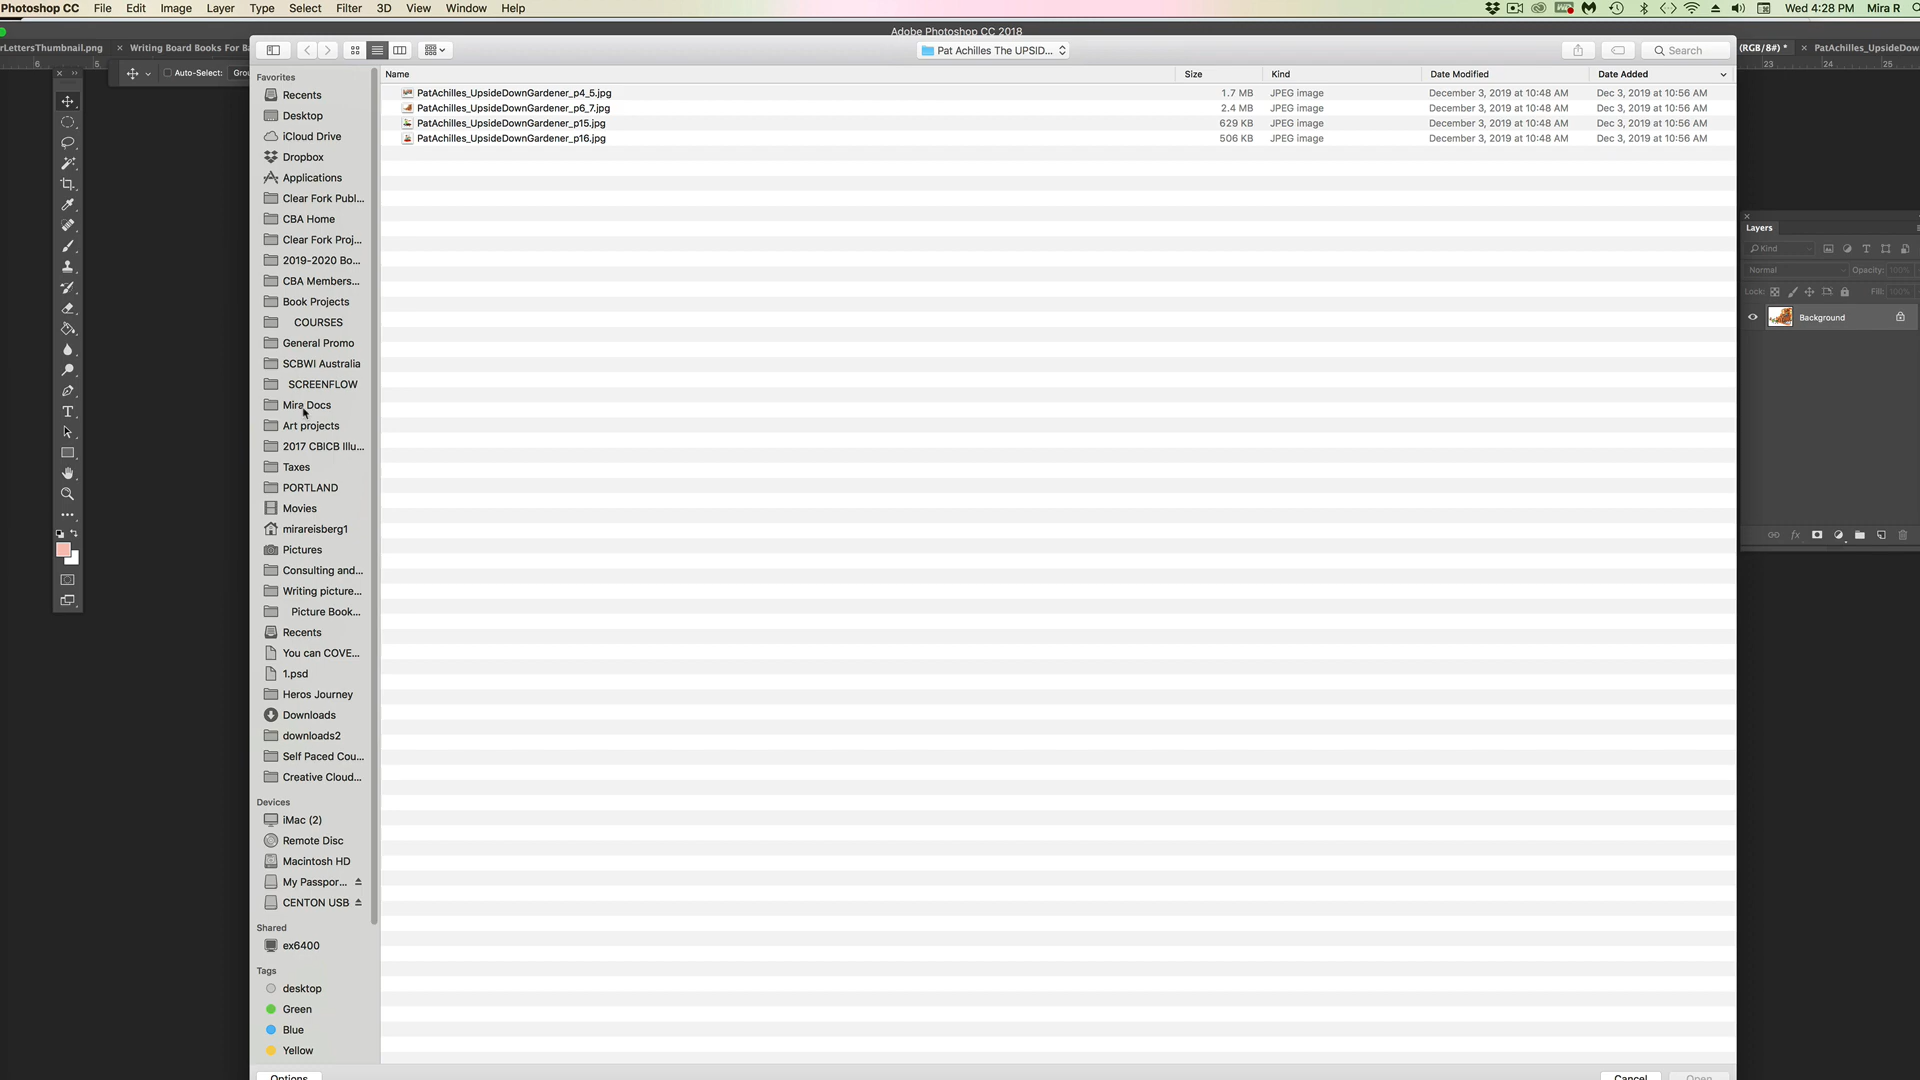 Photoshop CC File Edit Image Layer Type Select Filter 3D View Window Help Wed 4:28 PM Mira R
Adobe Photoshop CC 2018
rLettersThumbnail.png × Writing Board Books For Ba (RGB/8#) * × PatAchilles_UpsideDow
Pat Achilles The UPSID...
Search
6 5 23 24 25
Auto-Select: Grou
Favorites
Recents
Desktop
iCloud Drive
Dropbox
Applications
Clear Fork Publ...
CBA Home
Clear Fork Proj...
2019-2020 Bo...
CBA Members...
Book Projects
COURSES
General Promo
SCBWI Australia
SCREENFLOW
Mira Docs
Art projects
2017 CBICB Illu...
Taxes
PORTLAND
Movies
mirareisberg1
Pictures
Consulting and...
Writing picture...
Picture Book...
Recents
You can COVE...
1.psd
Heros Journey
Downloads
downloads2
Self Paced Cou...
Creative Cloud...
Devices
iMac (2)
Remote Disc
Macintosh HD
My Passpor...
CENTON USB
Shared
ex6400
Tags
desktop
Green
Blue
Yellow
Name Size Kind Date Modified Date Added
PatAchilles_UpsideDownGardener_p4_5.jpg 1.7 MB JPEG image December 3, 2019 at 10:48 AM Dec 3, 2019 at 10:56 AM
PatAchilles_UpsideDownGardener_p6_7.jpg 2.4 MB JPEG image December 3, 2019 at 10:48 AM Dec 3, 2019 at 10:56 AM
PatAchilles_UpsideDownGardener_p15.jpg 629 KB JPEG image December 3, 2019 at 10:48 AM Dec 3, 2019 at 10:56 AM
PatAchilles_UpsideDownGardener_p16.jpg 506 KB JPEG image December 3, 2019 at 10:48 AM Dec 3, 2019 at 10:56 AM
Layers
Kind
Normal Opacity: 100%
Lock: Fill: 100%
Background
Options Cancel Open